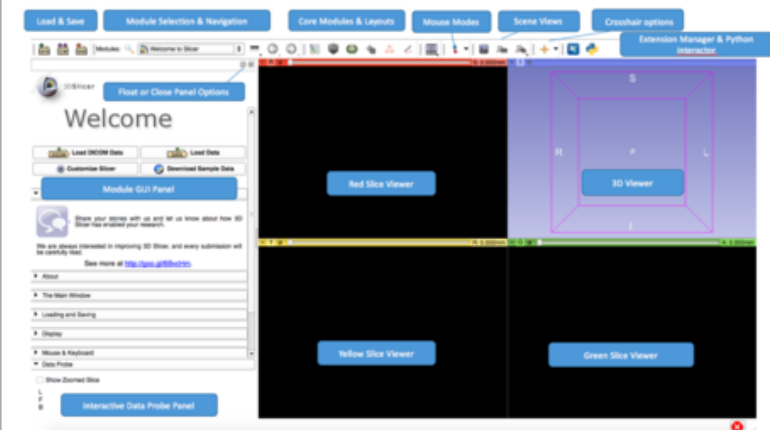 Load & Save
Module Selection & Navigation
Core Modules & Layouts
Mouse Modes
Scene Views
Crosshair options
Extension Manager & Python
Interactor
Modules:
Welcome to Slicer
3DSlicer
Float or Close Panel Options
Welcome
Load DICOM Data
Load Data
Customize Slicer
Download Sample Data
Module GUI Panel
Share your stories with us and let us know about how 3D
Slicer has enabled your research.
We are always interested in improving 3D Slicer, and every submission will
be carefully read.
See more at
About
The Main Window
Loading and Saving
Display
Mouse & Keyboard
Data Probe
Show Zoomed Slice
L
F
B
Interactive Data Probe Panel
Red Slice Viewer
S
R
P
L
I
3D Viewer
Yellow Slice Viewer
Green Slice Viewer